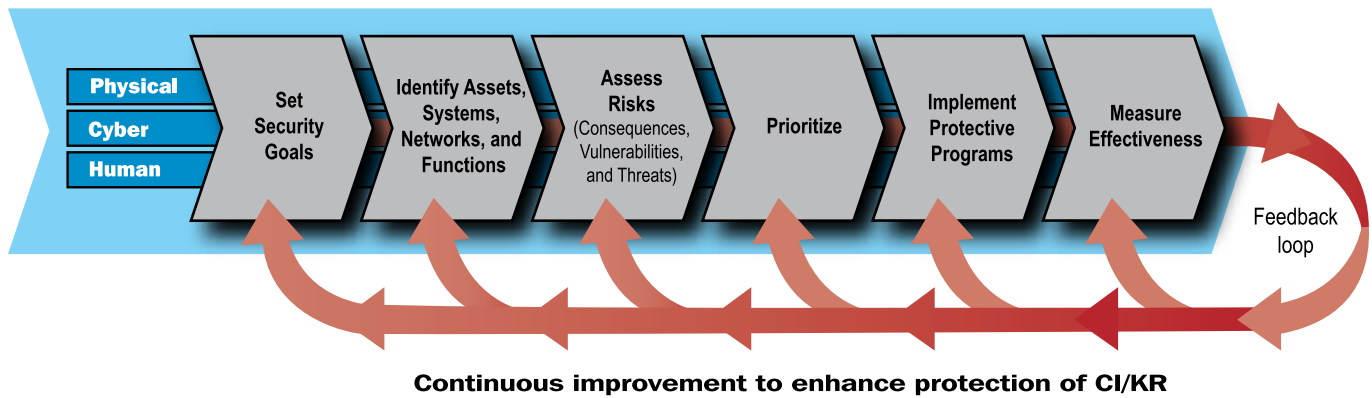 Physical
Cyber
Human
Set
Security
Goals
Identify Assets,
Systems,
Networks, and
Functions
Assess
Risks
(Consequences,
Vulnerabilities,
and Threats)
Prioritize
Implement
Protective
Programs
Measure
Effectiveness
Feedback
loop
Continuous improvement to enhance protection of CI/KR